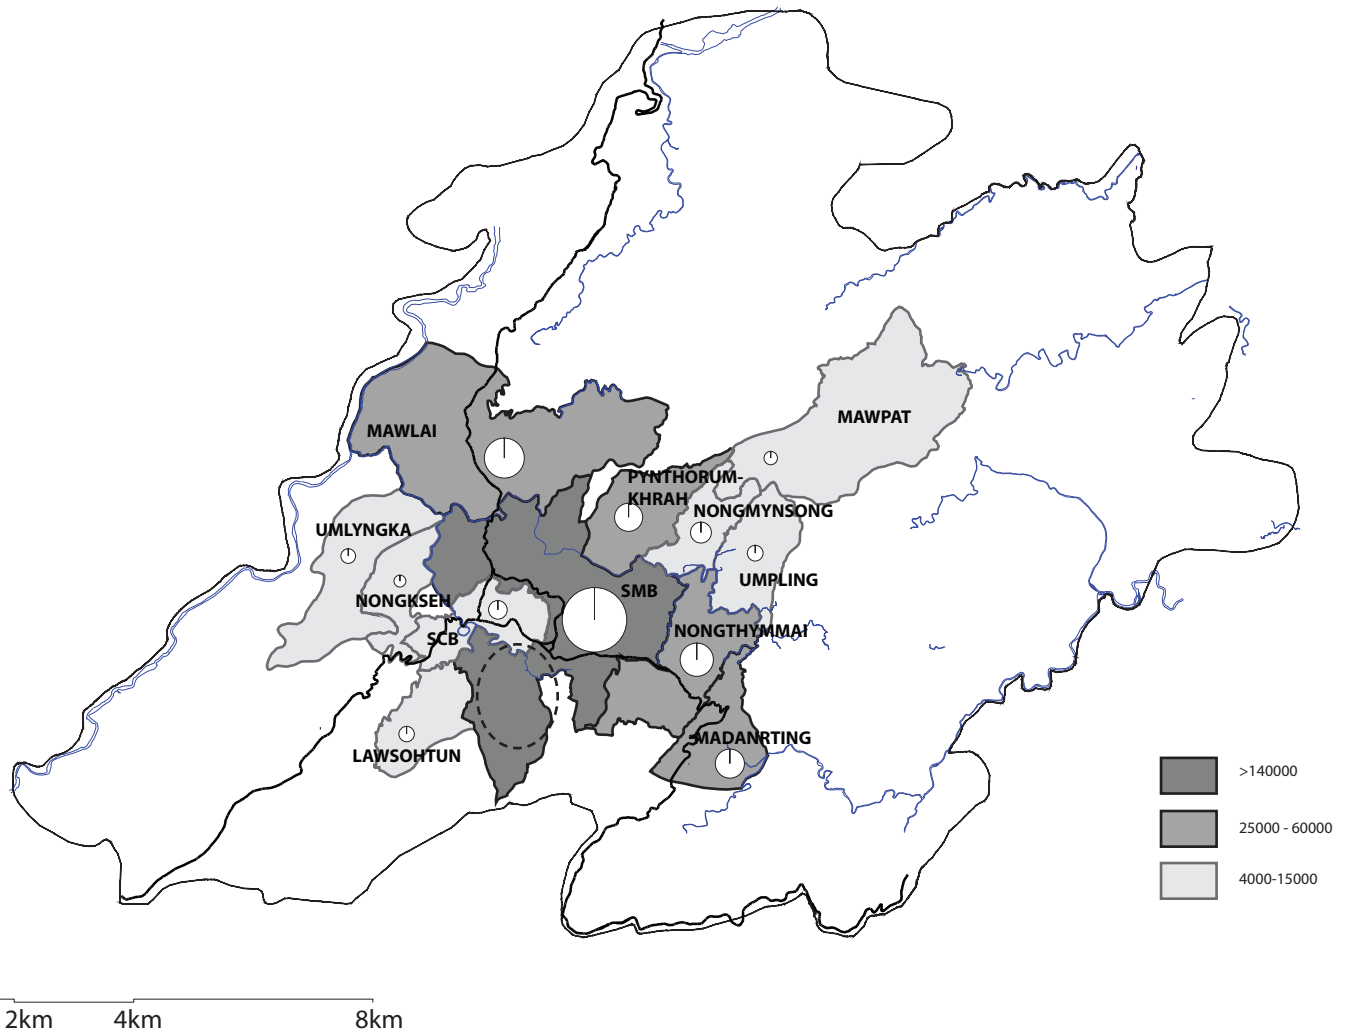 MAWPAT
MAWLAI
PYNTHORUM-
KHRAH
NONGMYNSONG
UMLYNGKA
UMPLING
SMB
NONGKSEH
NONGTHYMMAI
SCB
MADANRTING
LAWSOHTUN
>140000
25000 - 60000
4000-15000
2km 4km 8km